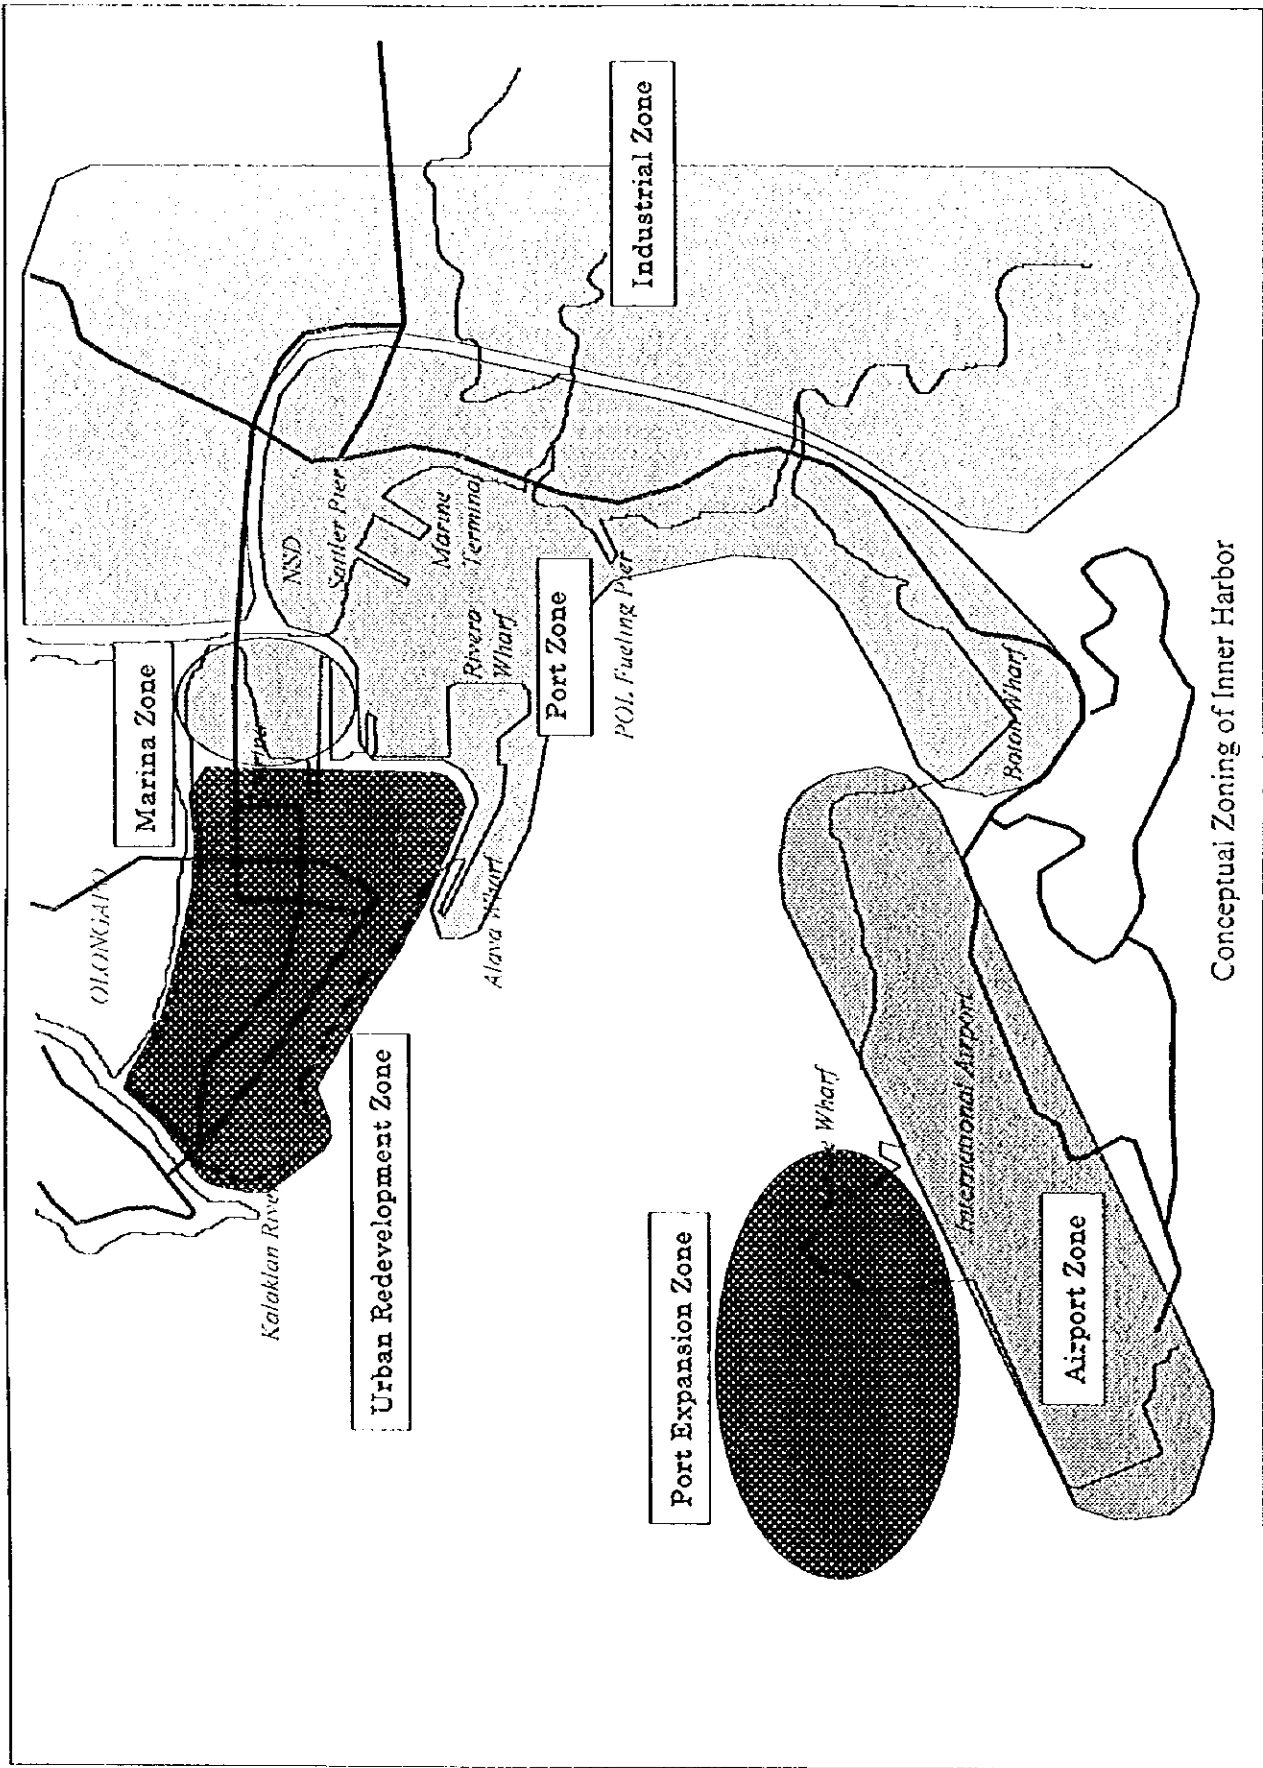 OLONGAPO
Kalaklan River
Marina Zone
Urban Redevelopment Zone
NSD
Sattler Pier
Marine
Terminal
Rivera
Wharf
Alava Wharf
Port Zone
POL Fueling Pier
Industrial Zone
Port Expansion Zone
Wharf
International Airport
Airport Zone
Boton Wharf
Conceptual Zoning of Inner Harbor